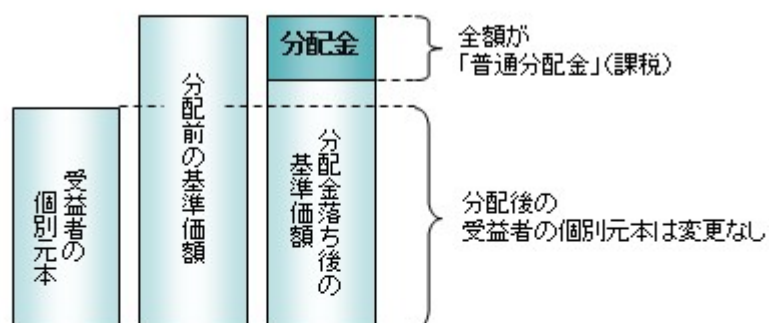 受益者の
個別元本
分配前の基準価額
分配金
分配金落ち後の
基準価額
全額が
「普通分配金」(課税)
分配後の
受益者の個別元本は変更なし